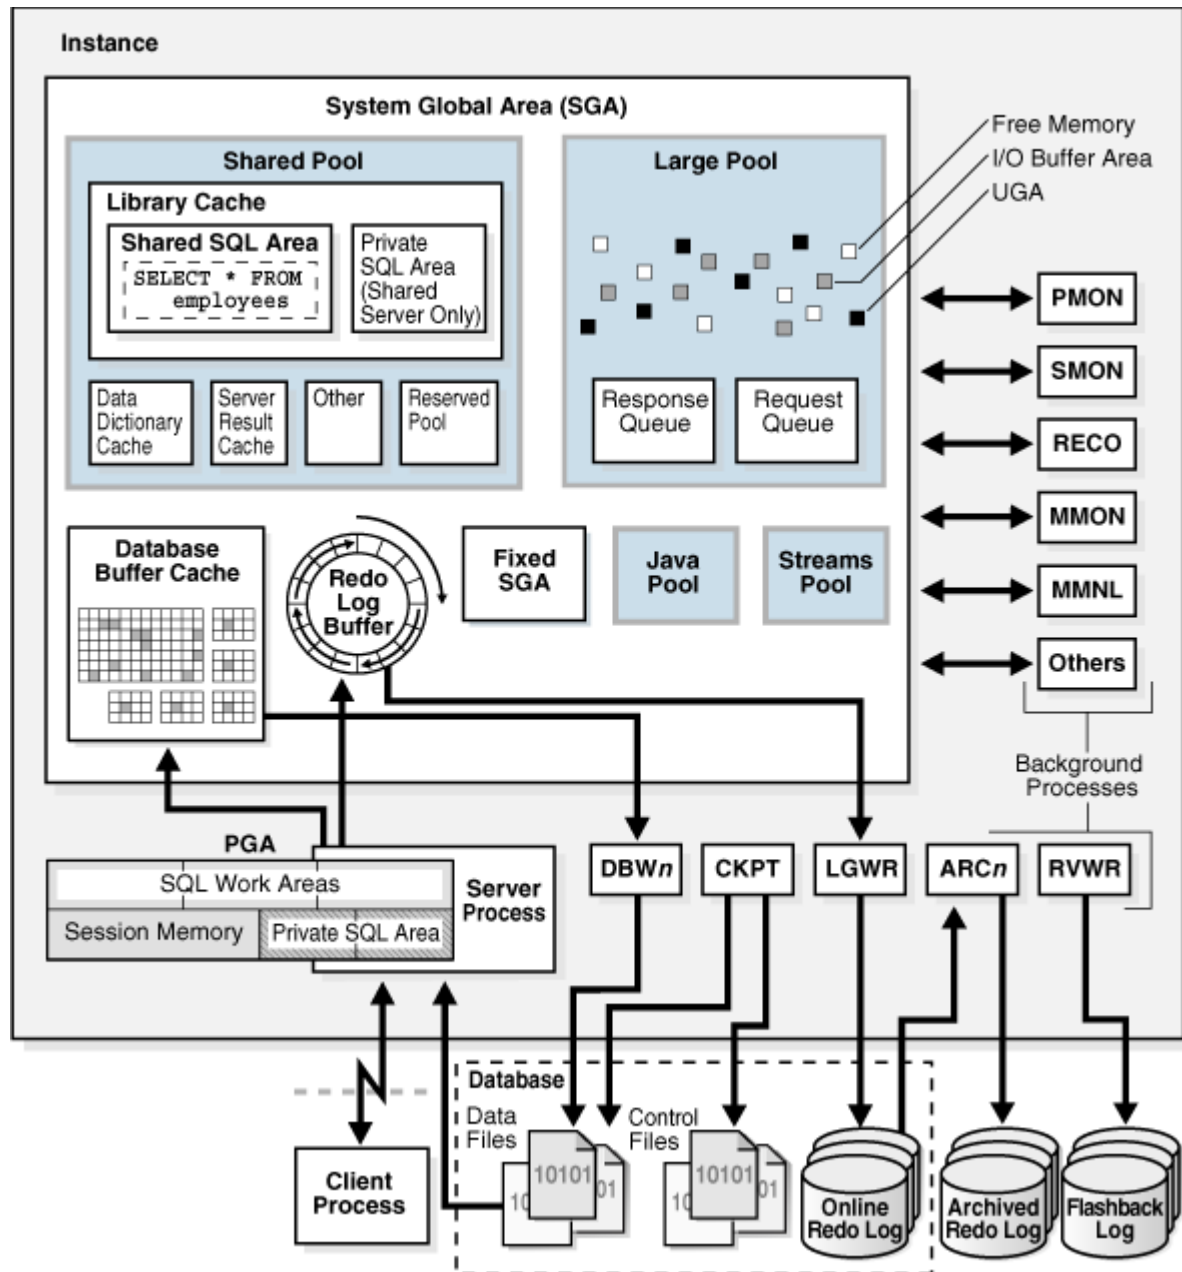 Instance
System Global Area (SGA)
Shared Pool
Library Cache
Shared SQL Area
SELECT * FROM
employees
Private
SQL Area
(Shared
Server Only)
Data
Dictionary
Cache
Server
Result
Cache
Other
Reserved
Pool
Large Pool
Response
Queue
Request
Queue
Free Memory
I/O Buffer Area
UGA
Database
Buffer Cache
Redo
Log
Buffer
Fixed
SGA
Java
Pool
Streams
Pool
PMON
SMON
RECO
MMON
MMNL
Others
Background
Processes
PGA
SQL Work Areas
Session Memory
Private SQL Area
Server
Process
DBWn
CKPT
LGWR
ARCn
RVWR
Client
Process
Database
Data
Files
10
10101
01
Control
Files
10
10101
01
Online
Redo Log
Archived
Redo Log
Flashback
Log